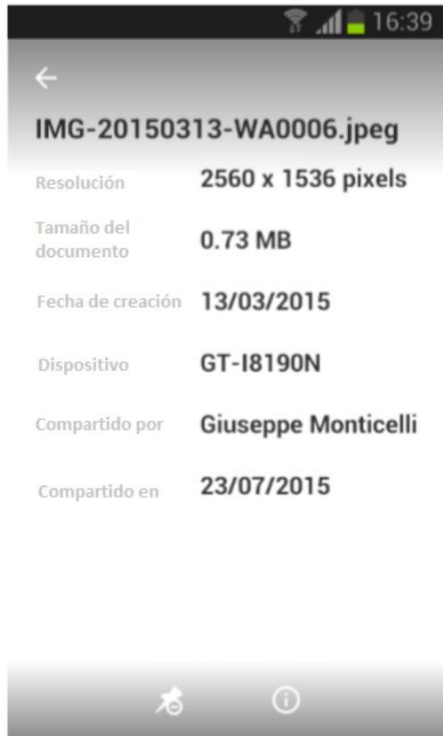 16:39
IMG-20150313-WA0006.jpeg
Resolución 2560 x 1536 pixels
Tamaño del
documento 0.73 MB
Fecha de creación 13/03/2015
Dispositivo GT-I8190N
Compartido por Giuseppe Monticelli
Compartido en 23/07/2015